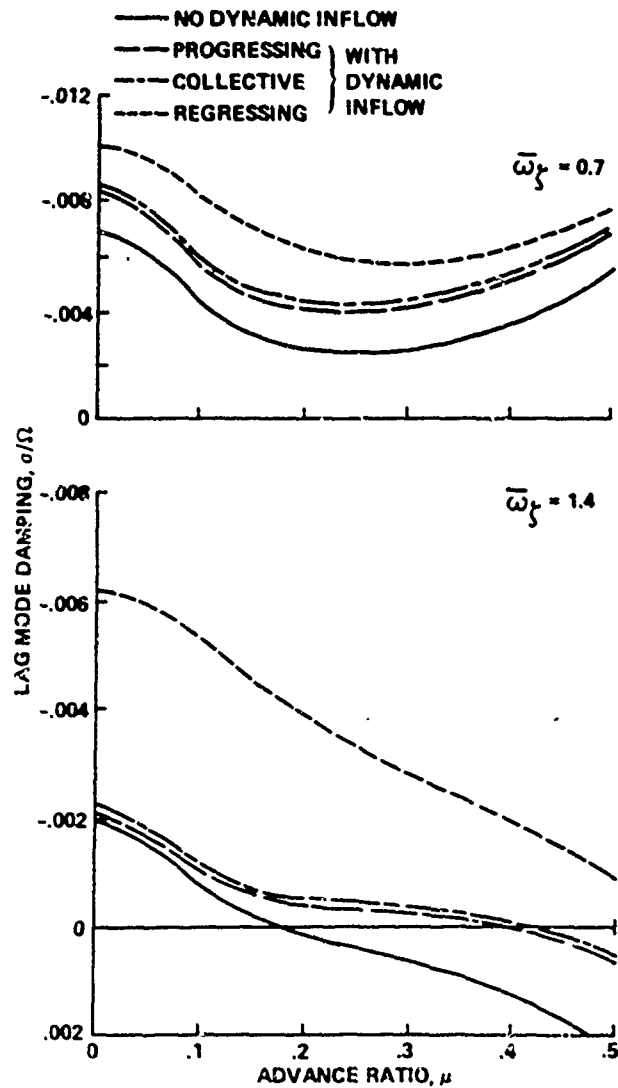 NO DYNAMIC INFLOW
PROGRESSING
COLLECTIVE
REGRESSING
WITH
DYNAMIC
INFLOW
-.012
-.008
-.004
0
ω̄ζ = 0.7
LAG MODE DAMPING, σ/Ω
-.008
-.006
-.004
-.002
0
.002
ω̄ζ = 1.4
0 .1 .2 .3 .4 .5
ADVANCE RATIO, μ